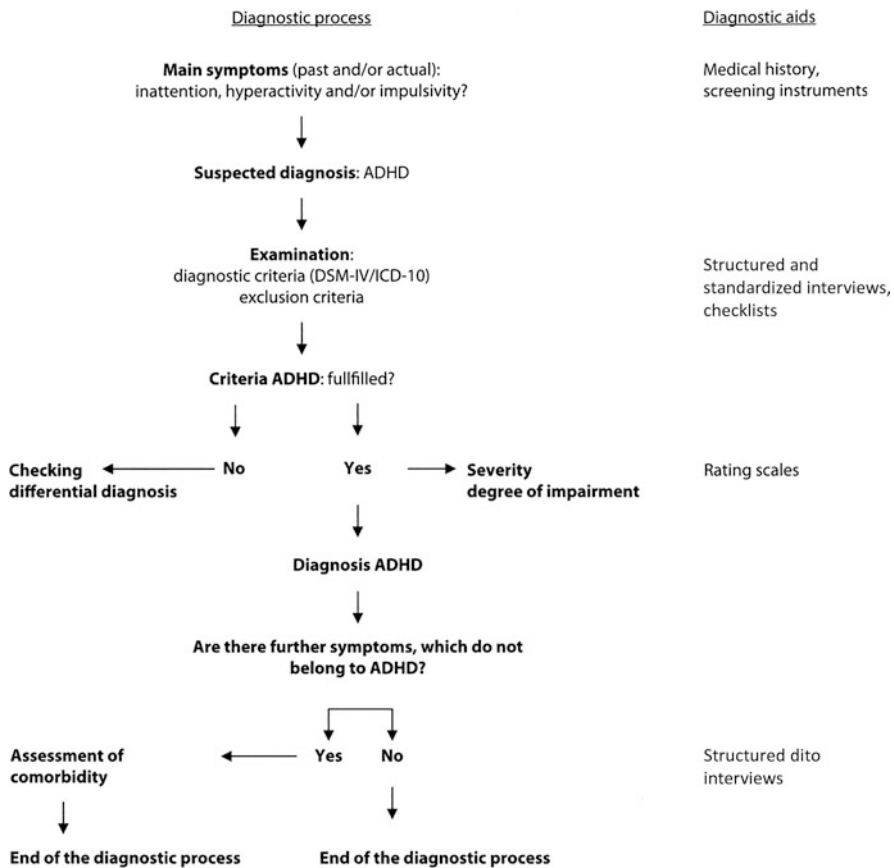 Diagnostic process
Diagnostic aids
Main symptoms (past and/or actual):
inattention, hyperactivity and/or impulsivity?
Medical history,
screening instruments
Suspected diagnosis: ADHD
Examination:
diagnostic criteria (DSM-IV/ICD-10)
exclusion criteria
Structured and
standardized interviews,
checklists
Criteria ADHD: fullfilled?
Checking
differential diagnosis
No
Yes
Severity
degree of impairment
Rating scales
Diagnosis ADHD
Are there further symptoms, which do not
belong to ADHD?
Assessment of
comorbidity
Yes
No
Structured dito
interviews
End of the diagnostic process
End of the diagnostic process